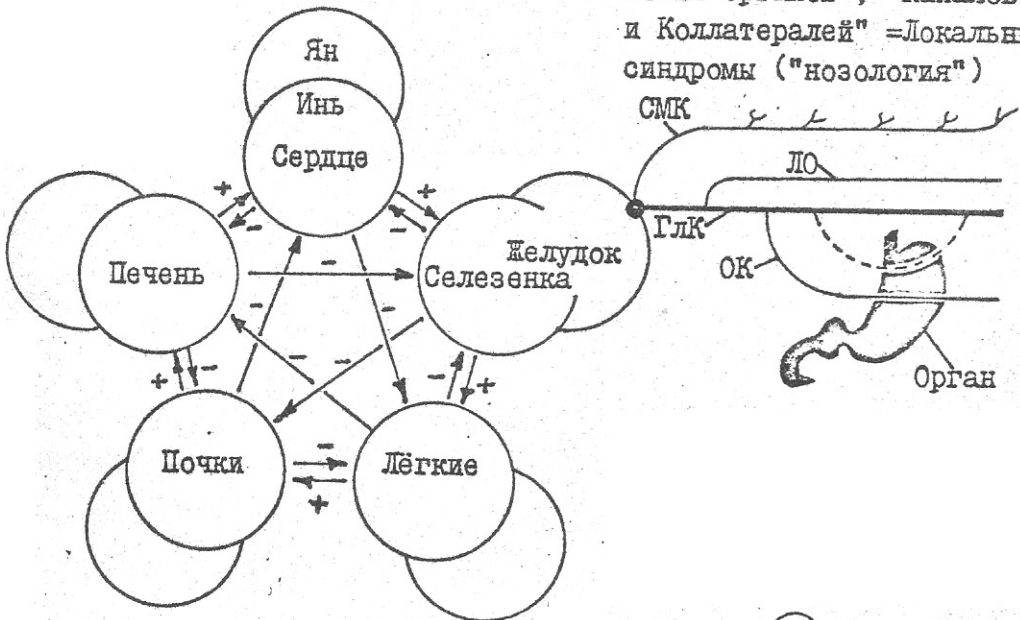 и Коллатералей" =Локальн
синдромы ("нозология")
Ян
Инь
Сердце
СМК
ЛО
ГлК
ОК
Орган
Печень
Желудок
Селезенка
Почки
Лёгкие
+
-
+
-
-
-
-
-
-
+
-
-
+
-
+